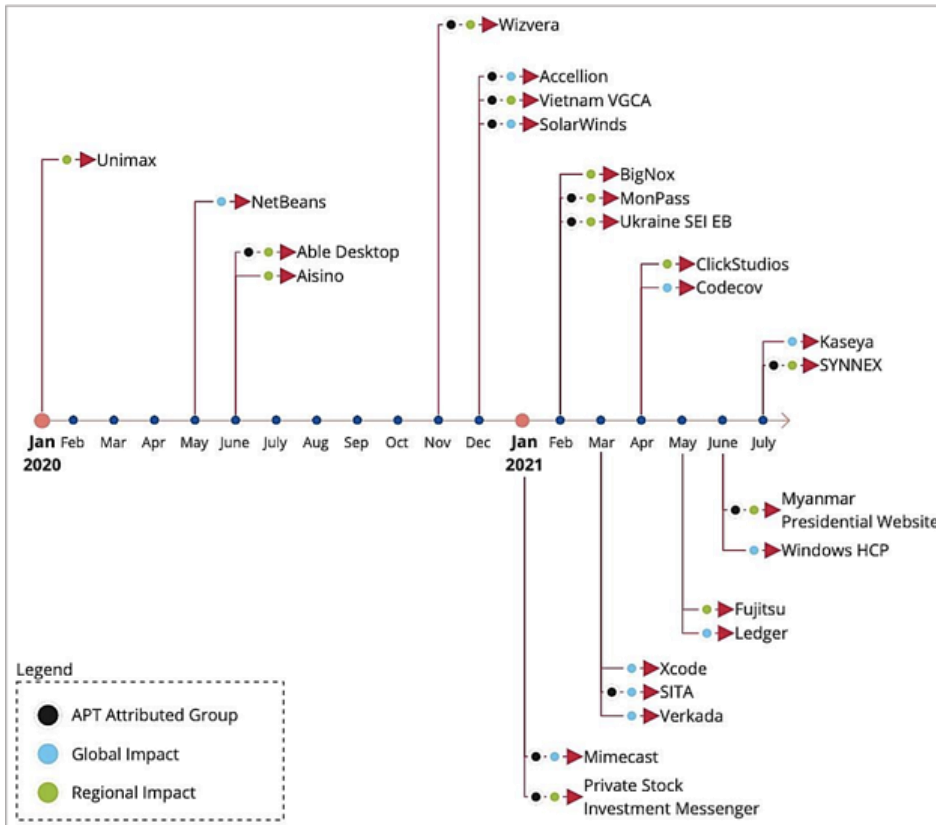 Wizvera
Accellion
Vietnam VGCA
SolarWinds
Unimax
BigNox
NetBeans
MonPass
Ukraine SEI EB
Able Desktop
ClickStudios
Aisino
Codecov
Kaseya
SYNNEX
Jan Feb Mar Apr May June July Aug Sep Oct Nov Dec Jan Feb Mar Apr May June July
2020 2021
Myanmar
Presidential Website
Windows HCP
Fujitsu
Ledger
Xcode
SITA
Verkada
Mimecast
Private Stock
Investment Messenger
Legend
APT Attributed Group
Global Impact
Regional Impact